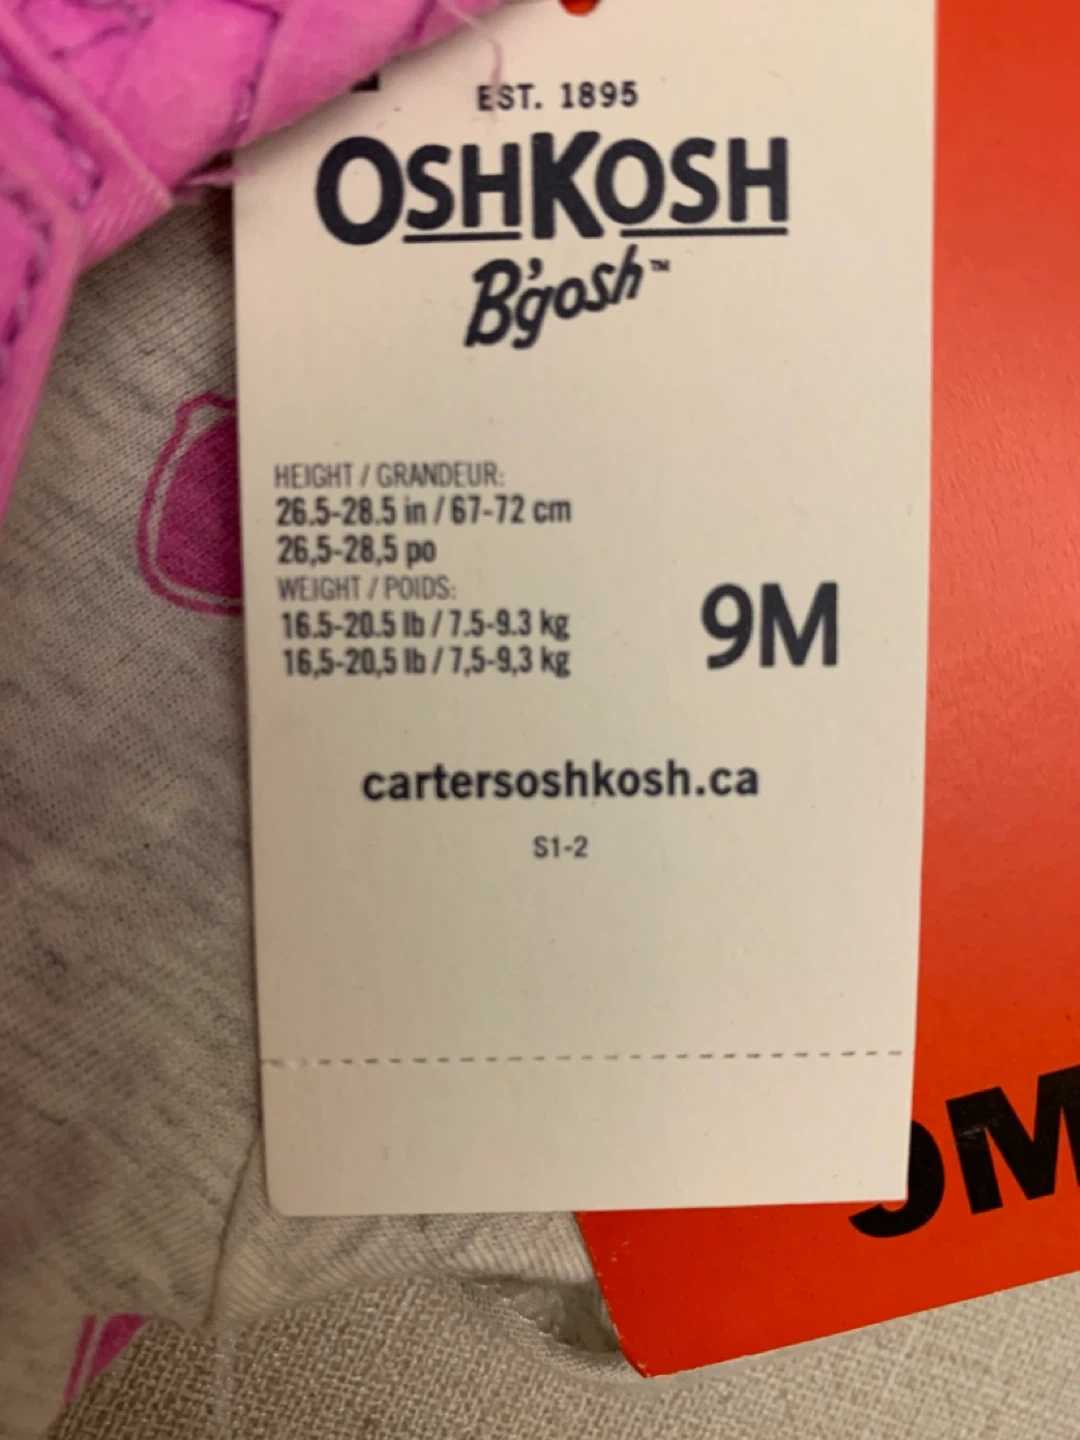 EST. 1895
OSHKOSH
B'gosh™
HEIGHT / GRANDEUR:
26.5-28.5 in / 67-72 cm
26,5-28,5 po
WEIGHT / POIDS:
16.5-20.5 lb / 7.5-9.3 kg
16,5-20,5 lb / 7,5-9,3 kg
9M
cartersoshkosh.ca
S1-2
9M